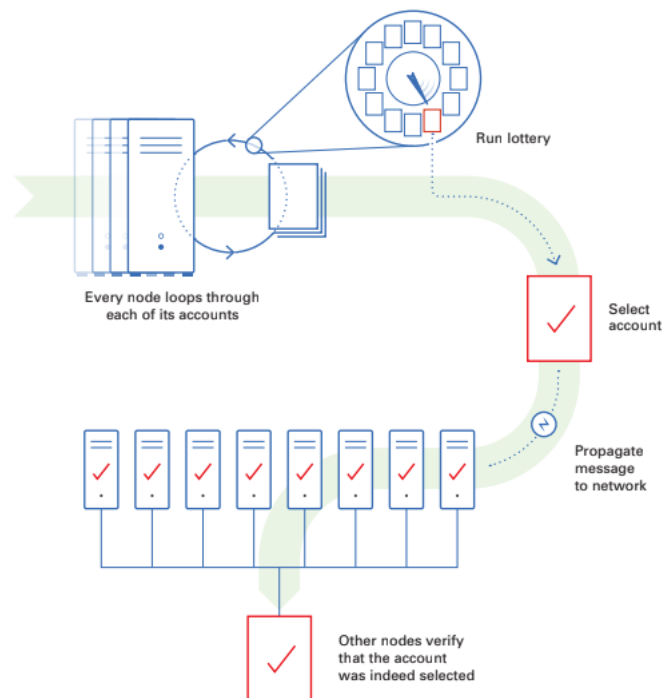 Run lottery
Every node loops through
each of its accounts
Select
account
Propagate
message
to network
Other nodes verify
that the account
was indeed selected